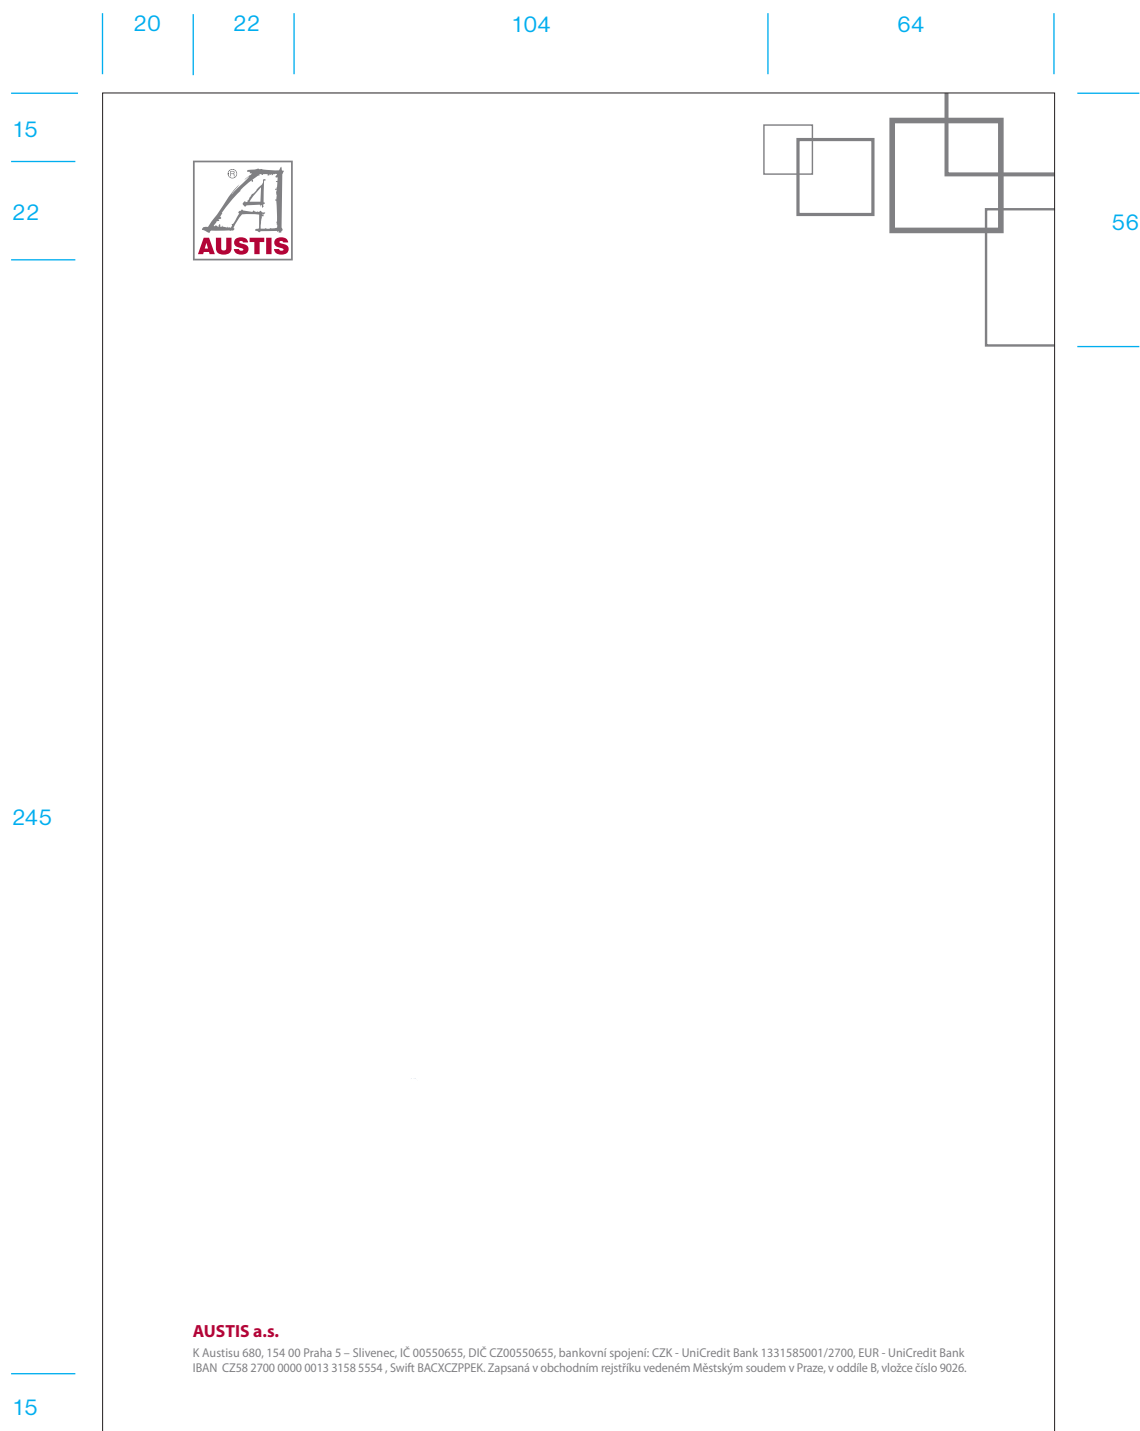 20 22 104 64
15
22
56
®
AUSTIS
245
AUSTIS a.s.
K Austisu 680, 154 00 Praha 5 – Slivenec, IČ 00550655, DIČ CZ00550655, bankovní spojení: CZK - UniCredit Bank 1331585001/2700, EUR - UniCredit Bank
IBAN CZ58 2700 0000 0013 3158 5554 , Swift BACXCZPPEK. Zapsaná v obchodním rejstříku vedeném Městským soudem v Praze, v oddíle B, vložce číslo 9026.
15